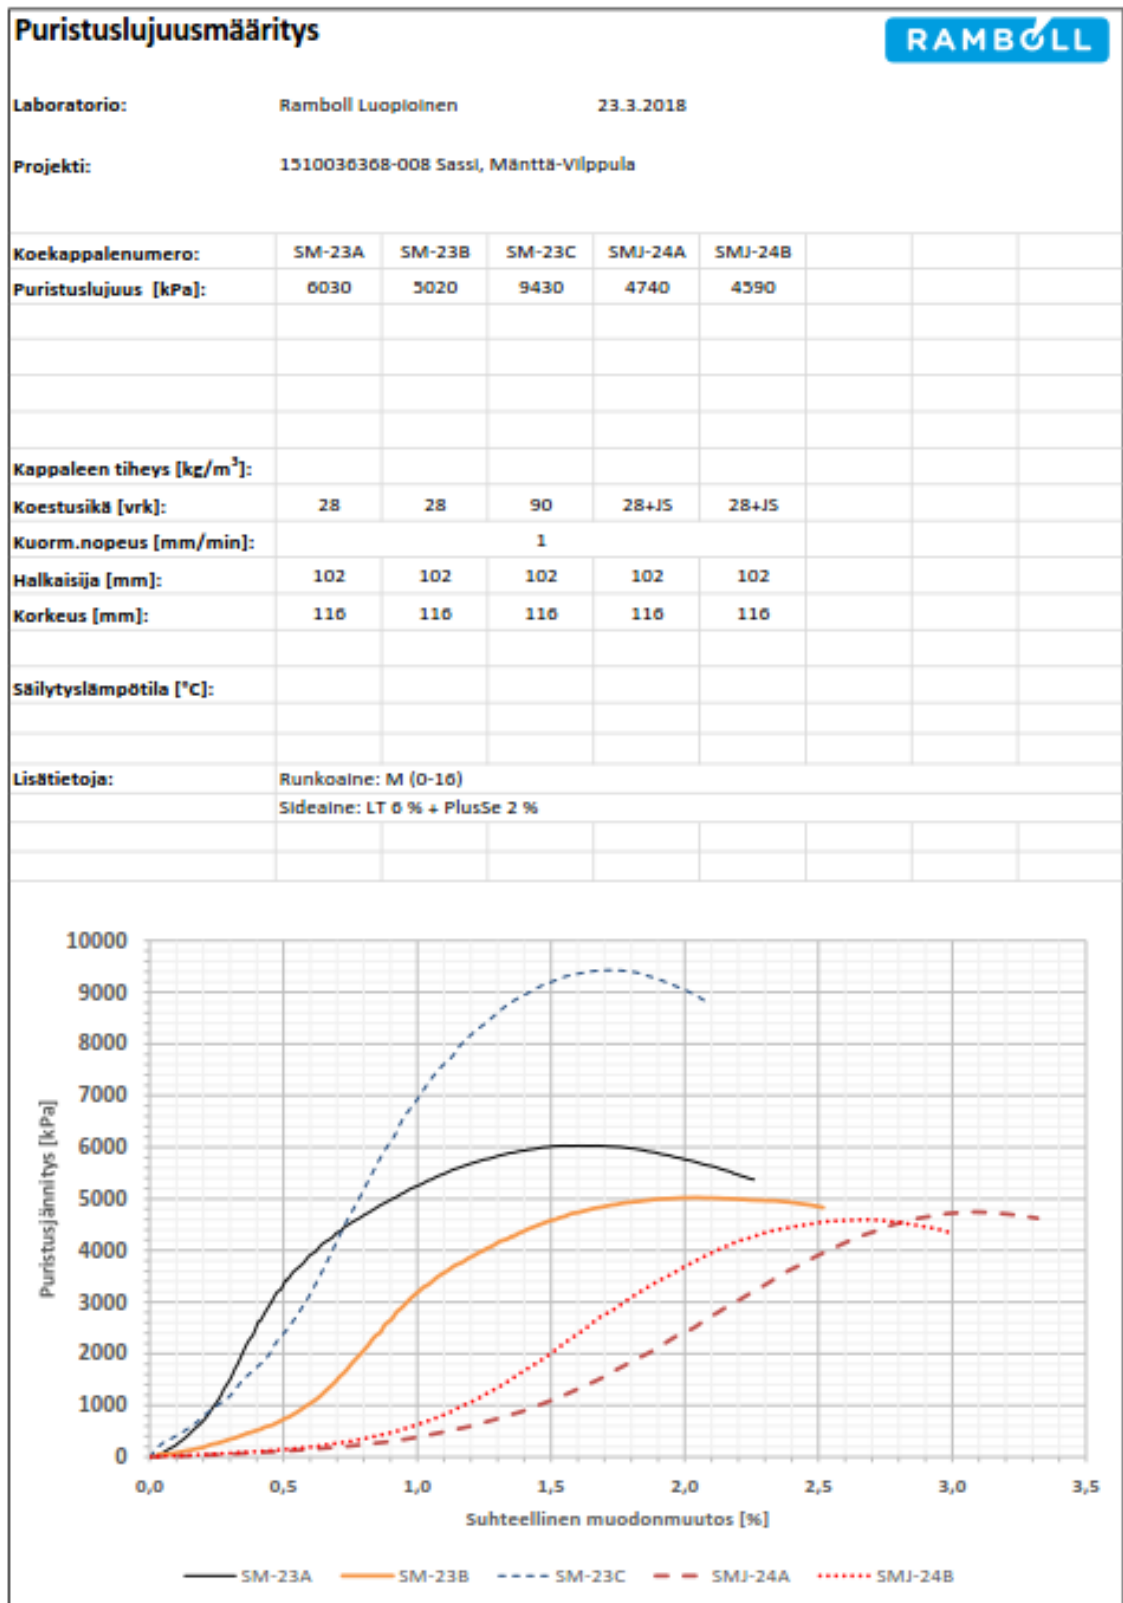 Puristuslujuusmääritys
RAMBOLL
Laboratorio: Ramboll Luopioinen 23.3.2018
Projekti: 1510036368-008 Sassi, Mänttä-Vilppula
Koekappalenumero: SM-23A SM-23B SM-23C SMJ-24A SMJ-24B
Puristuslujuus [kPa]: 6030 5020 9430 4740 4590
Kappaleen tiheys [kg/m³]:
Koestusikä [vrk]: 28 28 90 28+JS 28+JS
Kuorm.nopeus [mm/min]: 1
Halkaisija [mm]: 102 102 102 102 102
Korkeus [mm]: 116 116 116 116 116
Säilytyslämpötila [°C]:
Lisätietoja: Runkoaine: M (0-16)
Sideaine: LT 6 % + PlusSe 2 %
10000
9000
8000
7000
6000
5000
4000
3000
2000
1000
0
Puristusjännitys [kPa]
0,0 0,5 1,0 1,5 2,0 2,5 3,0 3,5
Suhteellinen muodonmuutos [%]
SM-23A SM-23B SM-23C SMJ-24A SMJ-24B